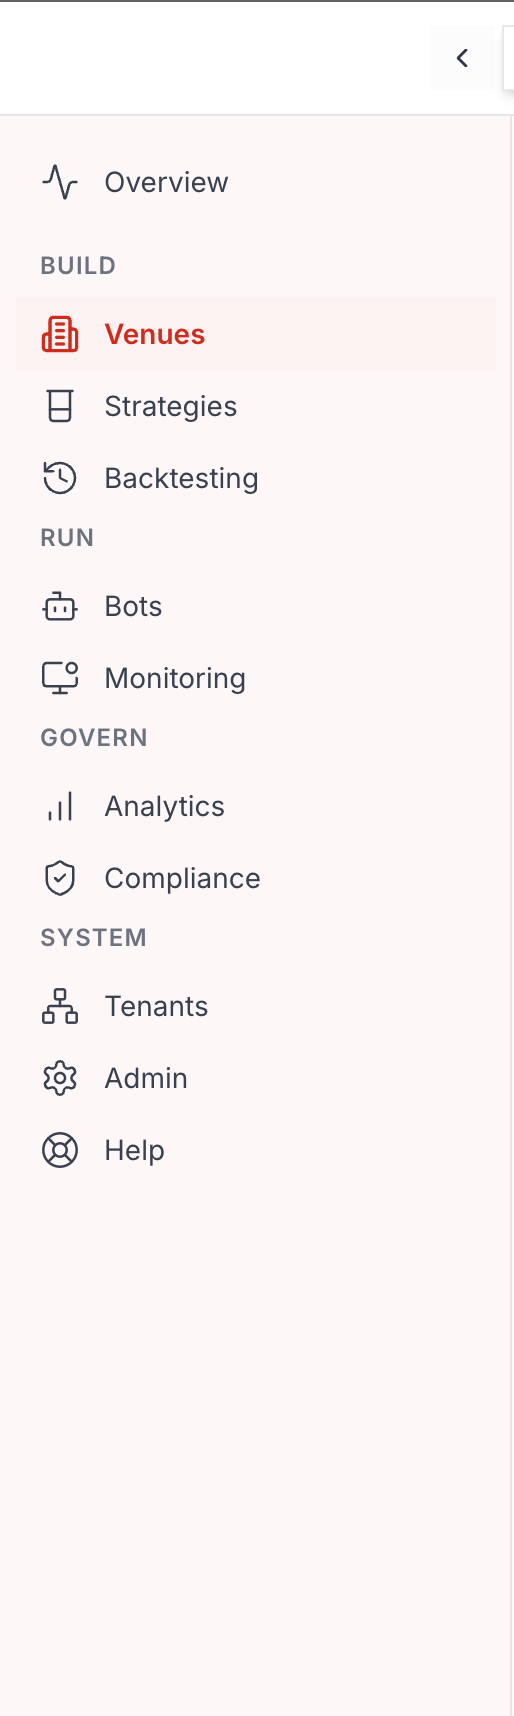 Overview
BUILD
Venues
Strategies
Backtesting
RUN
Bots
Monitoring
GOVERN
Analytics
Compliance
SYSTEM
Tenants
Admin
Help